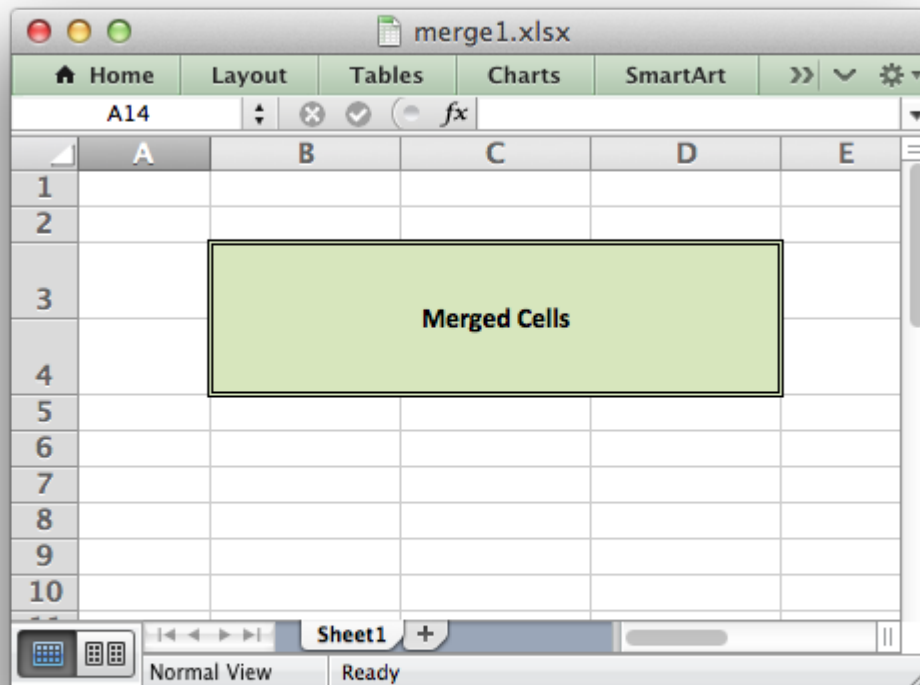 merge1.xlsx
Home Layout Tables Charts SmartArt
A14 fx
A B C D E
1
2
3
Merged Cells
4
5
6
7
8
9
10
Sheet1 +
Normal View Ready